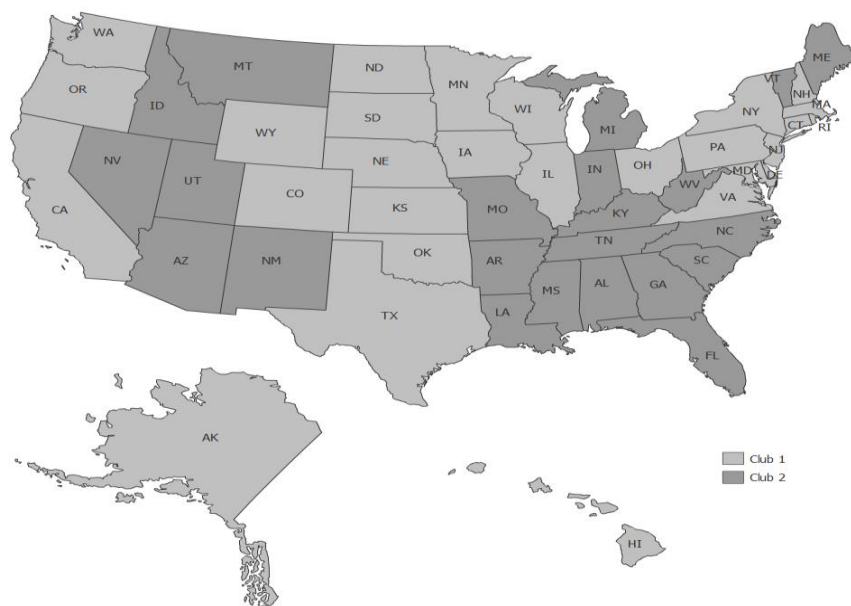 WA
MT
ND
MN
ME
VT
NH
OR
ID
SD
WI
MI
NY
MA
CT
RI
WY
IA
PA
NJ
NV
NE
IL
IN
OH
MD
DE
UT
CO
WV
VA
CA
KS
MO
KY
NC
TN
AZ
NM
OK
AR
SC
MS
AL
GA
TX
LA
FL
AK
Club 1
Club 2
HI